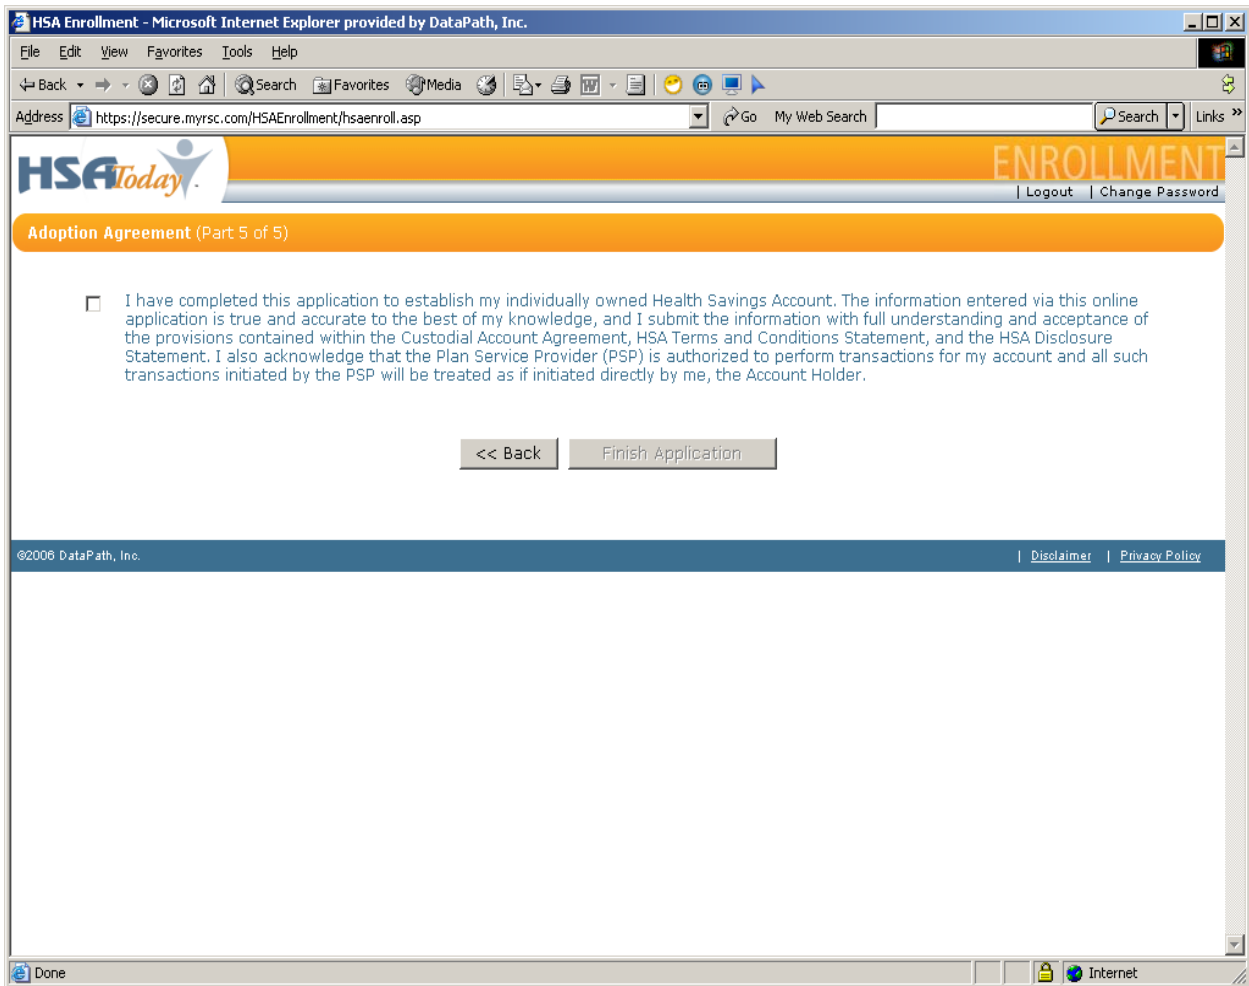 HSA Enrollment - Microsoft Internet Explorer provided by DataPath, Inc.
File Edit View Favorites Tools Help
Back Search Favorites Media
Address https://secure.myrsc.com/HSAEnrollment/hsaenroll.asp Go My Web Search Search Links »
HSAToday ENROLLMENT
| Logout | Change Password
Adoption Agreement (Part 5 of 5)
I have completed this application to establish my individually owned Health Savings Account. The information entered via this online
application is true and accurate to the best of my knowledge, and I submit the information with full understanding and acceptance of
the provisions contained within the Custodial Account Agreement, HSA Terms and Conditions Statement, and the HSA Disclosure
Statement. I also acknowledge that the Plan Service Provider (PSP) is authorized to perform transactions for my account and all such
transactions initiated by the PSP will be treated as if initiated directly by me, the Account Holder.
<< Back Finish Application
©2006 DataPath, Inc. | Disclaimer | Privacy Policy
Done Internet